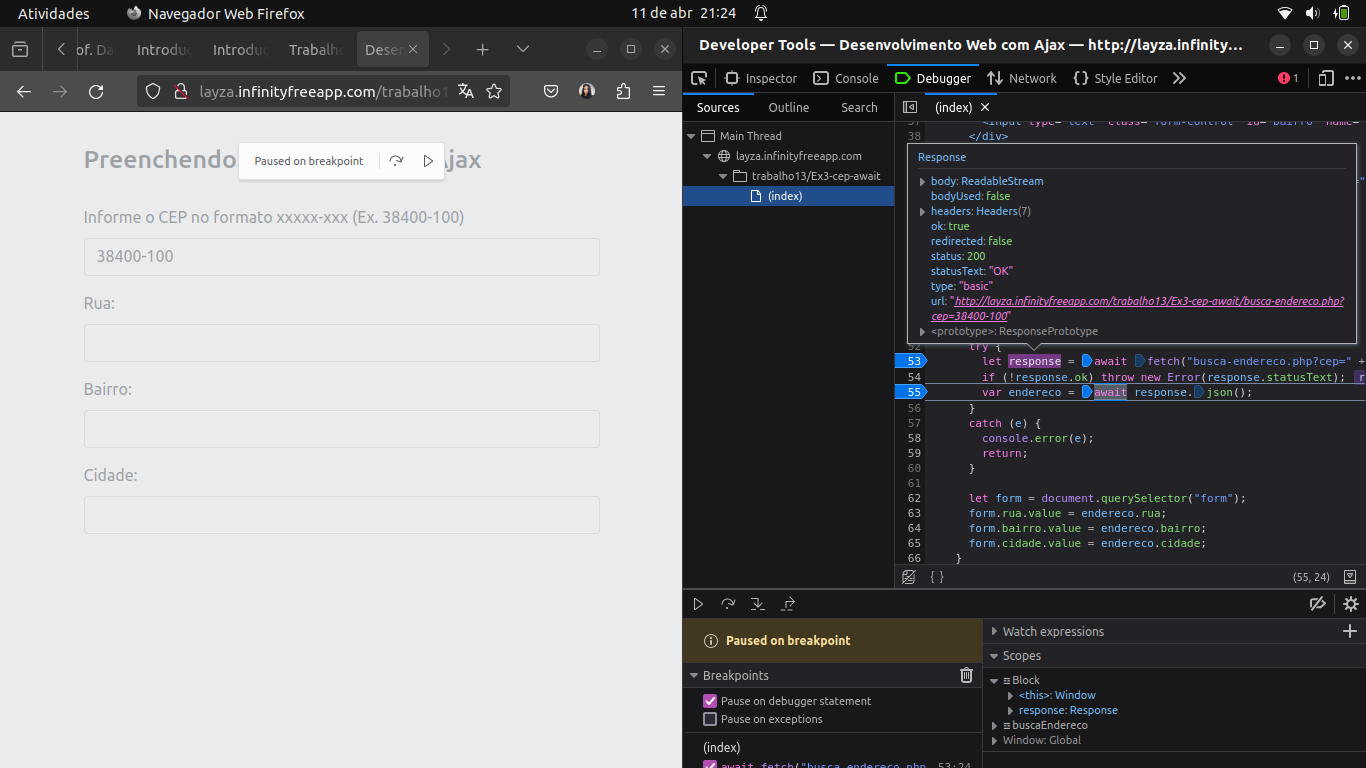 Atividades
Navegador Web Firefox
11 de abr 21:24
of. Da
Introdu
Introdu
Trabalho
Desen
layza.infinityfreeapp.com/trabalho1
Preenchendo
Ajax
Paused on breakpoint
Informe o CEP no formato xxxxx-xxx (Ex. 38400-100)
38400-100
Rua:
Bairro:
Cidade:
Developer Tools — Desenvolvimento Web com Ajax — http://layza.infinity...
Inspector
Console
Debugger
Network
Style Editor
1
Sources
Outline
Search
(index)
Main Thread
layza.infinityfreeapp.com
trabalho13/Ex3-cep-await
(index)
37 <input type="text" class="form-control" id="bairro" name=
38 </div>
Response
body: ReadableStream
bodyUsed: false
headers: Headers(7)
ok: true
redirected: false
status: 200
statusText: "OK"
type: "basic"
url: "http://layza.infinityfreeapp.com/trabalho13/Ex3-cep-await/busca-endereco.php?
cep=38400-100"
<prototype>: ResponsePrototype
52 try {
53 let response = await fetch("busca-endereco.php?cep=" +
54 if (!response.ok) throw new Error(response.statusText); r
55 var endereco = await response.json();
56 }
57 catch (e) {
58 console.error(e);
59 return;
60 }
61
62 let form = document.querySelector("form");
63 form.rua.value = endereco.rua;
64 form.bairro.value = endereco.bairro;
65 form.cidade.value = endereco.cidade;
66 }
{ }
(55, 24)
Paused on breakpoint
Breakpoints
Pause on debugger statement
Pause on exceptions
(index)
await fetch("busca-endereco.php 53:24
Watch expressions
Scopes
Block
<this>: Window
response: Response
buscaEndereco
Window: Global